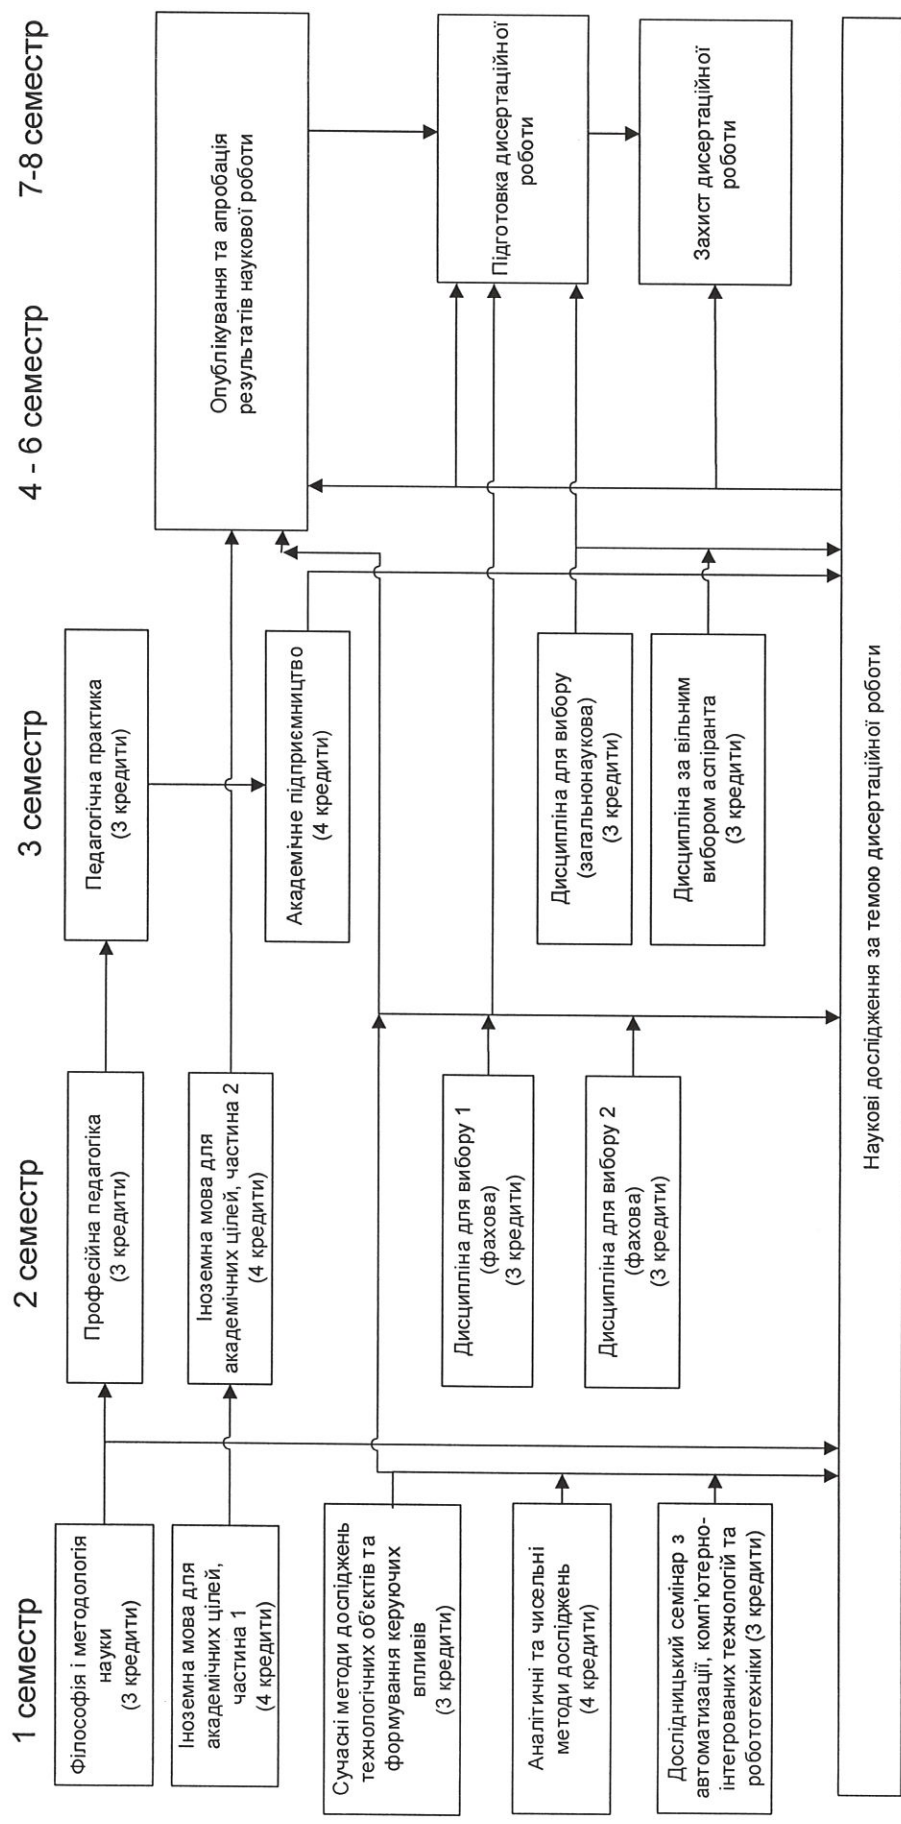 1 семестр
2 семестр
3 семестр
4 - 6 семестр
7-8 семестр
Філософія і методологія
науки
(3 кредити)
Іноземна мова для
академічних цілей,
частина 1
(4 кредити)
Сучасні методи досліджень
технологічних об’єктів та
формування керуючих
впливів
(3 кредити)
Аналітичні та чисельні
методи досліджень
(4 кредити)
Дослідницький семінар з
автоматизації, комп’ютерно-
інтегрованих технологій та
робототехніки (3 кредити)
Професійна педагогіка
(3 кредити)
Іноземна мова для
академічних цілей, частина 2
(4 кредити)
Дисципліна для вибору 1
(фахова)
(3 кредити)
Дисципліна для вибору 2
(фахова)
(3 кредити)
Педагогічна практика
(3 кредити)
Академічне підприємництво
(4 кредити)
Дисципліна для вибору
(загальнонаукова)
(3 кредити)
Дисципліна за вільним
вибором аспіранта
(3 кредити)
Опублікування та апробація
результатів наукової роботи
Підготовка дисертаційної
роботи
Захист дисертаційної
роботи
Наукові дослідження за темою дисертаційної роботи